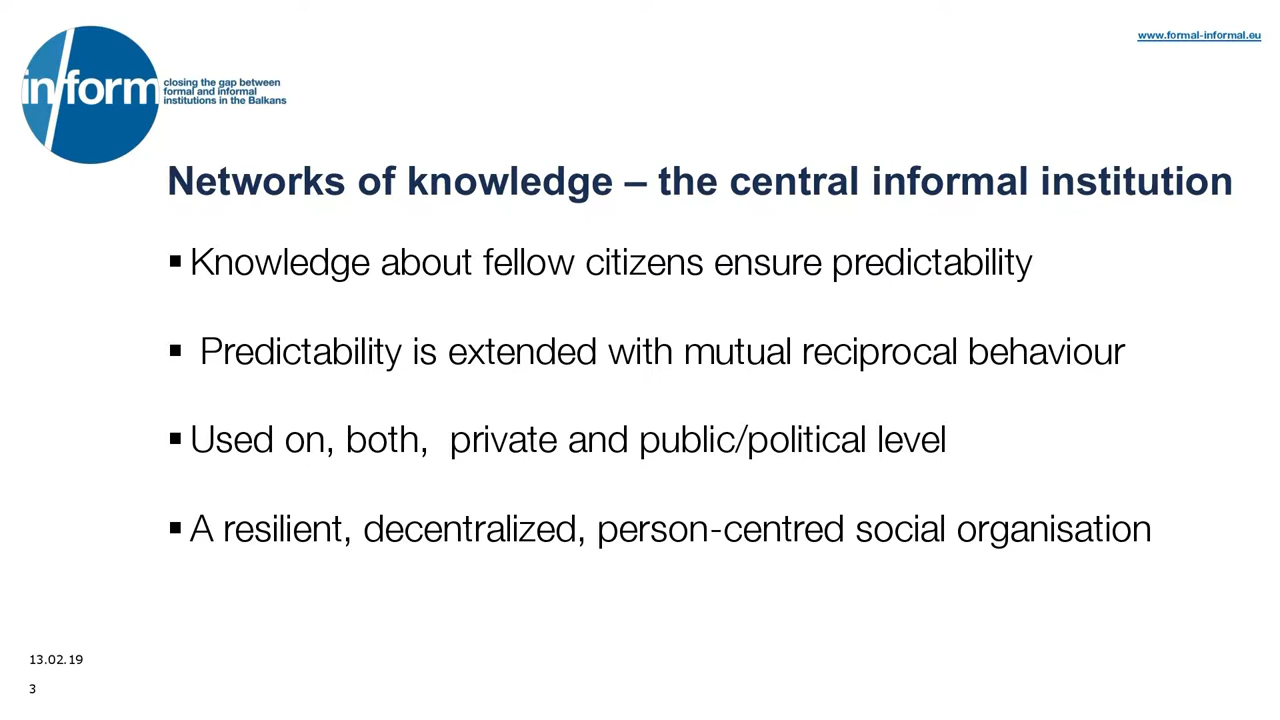 www.formal-informal.eu
in/form
closing the gap between
formal and informal
institutions in the Balkans
Networks of knowledge – the central informal institution
▪ Knowledge about fellow citizens ensure predictability
▪ Predictability is extended with mutual reciprocal behaviour
▪ Used on, both,  private and public/political level
▪ A resilient, decentralized, person-centred social organisation
13.02.19
3